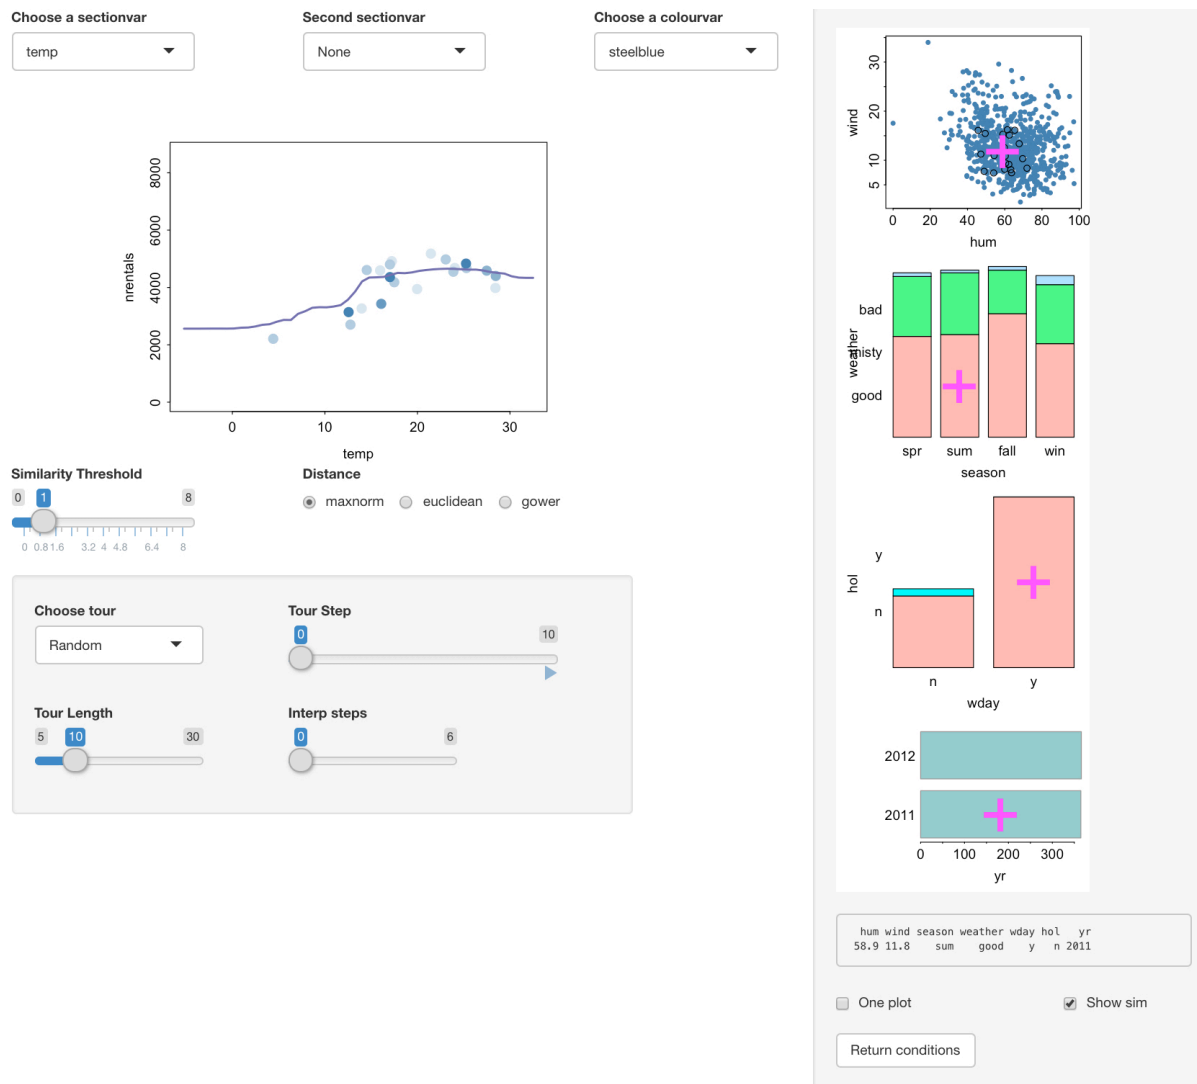 Choose a sectionvar
Second sectionvar
Choose a colourvar
temp
None
steelblue
nrentals
8000
6000
4000
2000
0
0 10 20 30
temp
Similarity Threshold
0 1 8
0 0.8 1.6 3.2 4 4.8 6.4 8
Distance
maxnorm euclidean gower
Choose tour
Random
Tour Step
0 10
Tour Length
5 10 30
Interp steps
0 6
wind
30
20
10
5
0 20 40 60 80 100
hum
weather
bad
misty
good
spr sum fall win
season
hol
y
n
n y
wday
2012
2011
0 100 200 300
yr
hum wind season weather wday hol yr
58.9 11.8 sum good y n 2011
One plot
Show sim
Return conditions